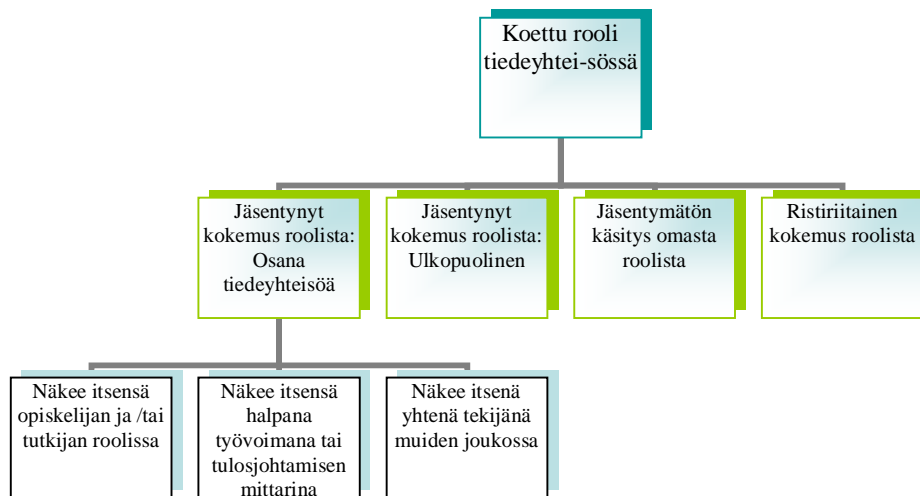 Koettu rooli
tiedeyhtei-sössä
Jäsentynyt
kokemus roolista:
Osana
tiedeyhteisöä
Jäsentynyt
kokemus roolista:
Ulkopuolinen
Jäsentymätön
käsitys omasta
roolista
Ristiriitainen
kokemus roolista
Näkee itsensä
opiskelijan ja /tai
tutkijan roolissa
Näkee itsensä
halpana
työvoimana tai
tulosjohtamisen
mittarina
Näkee itsenä
yhtenä tekijänä
muiden joukossa